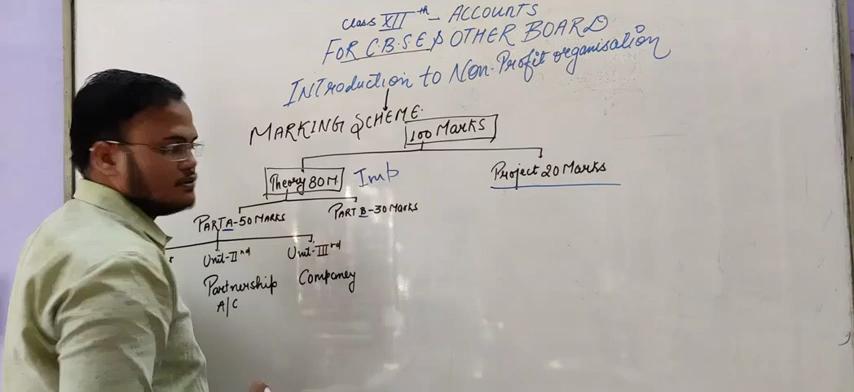 Class XIIth - ACCOUNTS
FOR C.B.S.E & OTHER BOARD
INTroduction to Non-Profit organisation
MARKING SCHEME.
100 Marks
Theory 80M Imp
Project 20 Marks
PART A - 50 MARKS
PART B - 30 MARKS
Unit-IInd
Unit-IIIrd
Partnership
A/C
Company